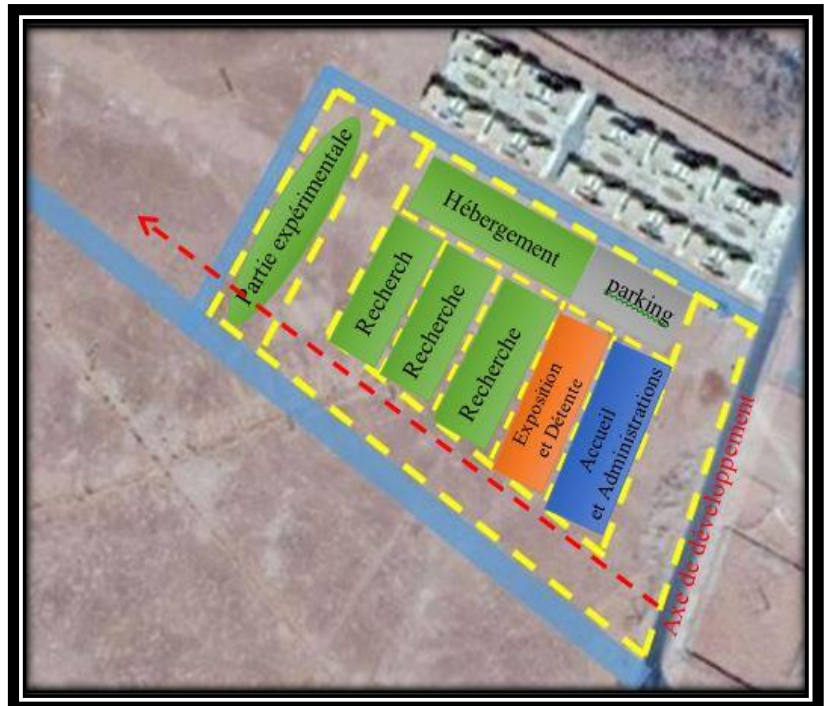 Partie expérimentale
Hébergement
parking
Recherch
Recherche
Recherche
Exposition
et Détente
Accueil
et Administrations
Axe de développement